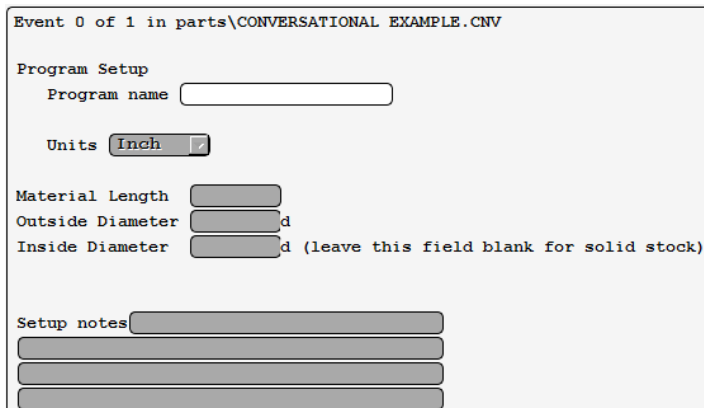 Event 0 of 1 in parts\CONVERSATIONAL EXAMPLE.CNV
Program Setup
Program name
Units Inch
Material Length
Outside Diameter d
Inside Diameter d (leave this field blank for solid stock)
Setup notes